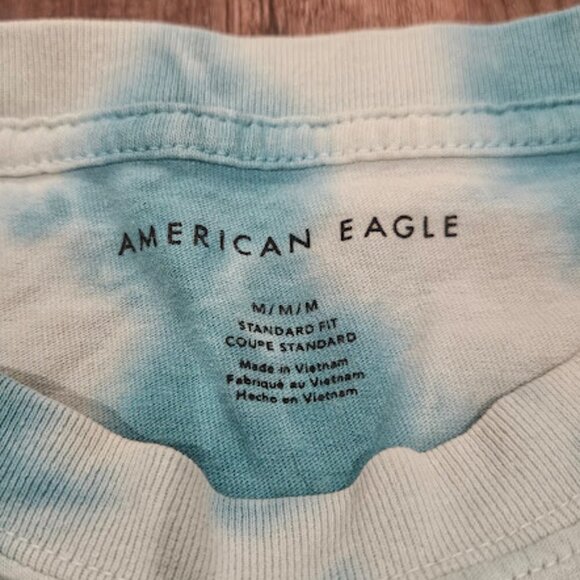 AMERICAN EAGLE
M/M/M
STANDARD FIT
COUPE STANDARD
Made in Vietnam
Fabriqué au Vietnam
Hecho en Vietnam